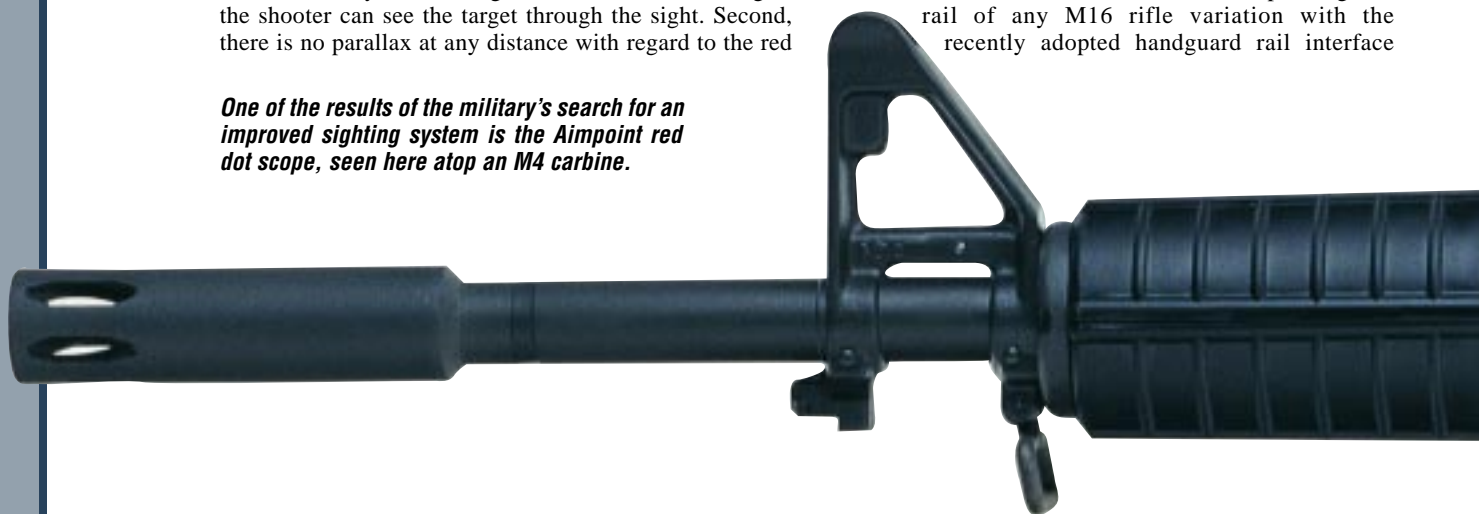 the shooter can see the target through the sight. Second,
there is no parallax at any distance with regard to the red
One of the results of the military's search for an
improved sighting system is the Aimpoint red
dot scope, seen here atop an M4 carbine.
rail of any M16 rifle variation with the
recently adopted handguard rail interface